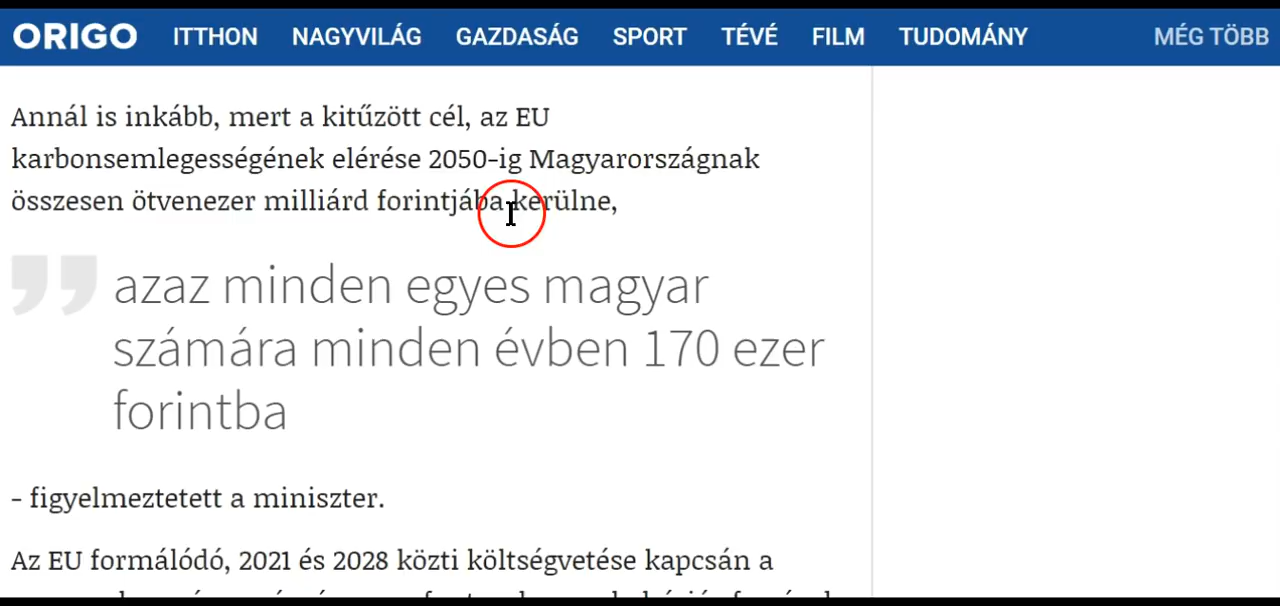 ORIGO ITTHON NAGYVILÁG GAZDASÁG SPORT TÉVÉ FILM TUDOMÁNY MÉG TÖBB
Annál is inkább, mert a kitűzött cél, az EU
karbonsemlegességének elérése 2050-ig Magyarországnak
összesen ötvenezer milliárd forintjába kerülne,
azaz minden egyes magyar
számára minden évben 170 ezer
forintba
- figyelmeztetett a miniszter.
Az EU formálódó, 2021 és 2028 közti költségvetése kapcsán a